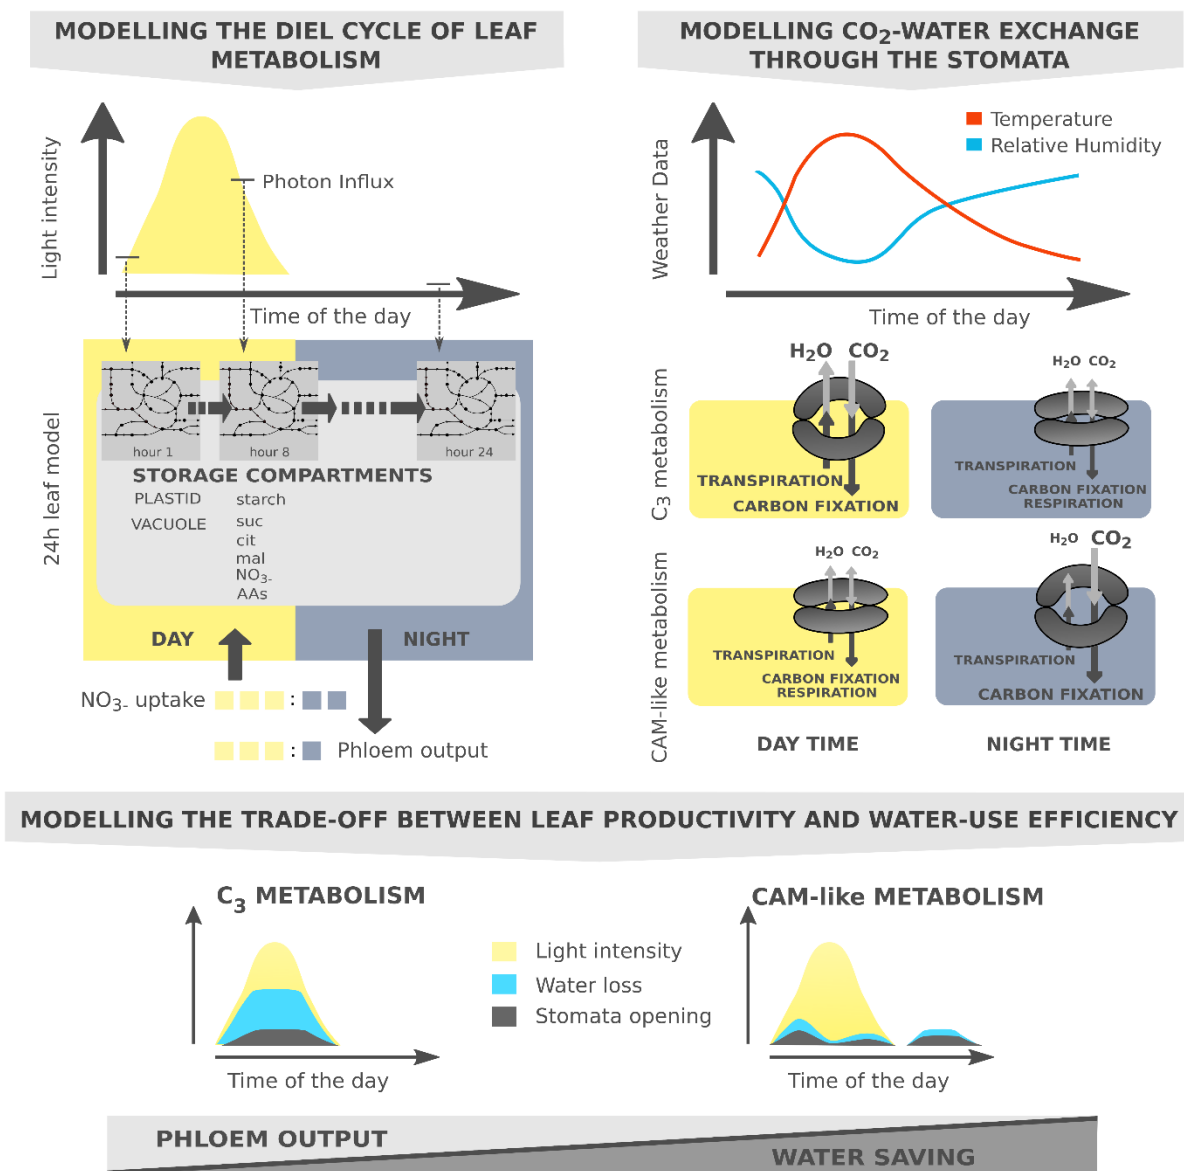 MODELLING THE DIEL CYCLE OF LEAF
METABOLISM
Light intensity
Photon Influx
Time of the day
24h leaf model
hour 1
hour 8
hour 24
STORAGE COMPARTMENTS
PLASTID starch
VACUOLE suc
cit
mal
NO3-
AAs
DAY
NIGHT
NO3- uptake : 
: Phloem output
MODELLING CO2-WATER EXCHANGE
THROUGH THE STOMATA
Weather Data
Temperature
Relative Humidity
Time of the day
C3 metabolism
H2O CO2
TRANSPIRATION
CARBON FIXATION
H2O CO2
TRANSPIRATION
CARBON FIXATION
RESPIRATION
CAM-like metabolism
H2O CO2
TRANSPIRATION
CARBON FIXATION
RESPIRATION
H2O CO2
TRANSPIRATION
CARBON FIXATION
DAY TIME
NIGHT TIME
MODELLING THE TRADE-OFF BETWEEN LEAF PRODUCTIVITY AND WATER-USE EFFICIENCY
C3 METABOLISM
Time of the day
Light intensity
Water loss
Stomata opening
CAM-like METABOLISM
Time of the day
PHLOEM OUTPUT
WATER SAVING